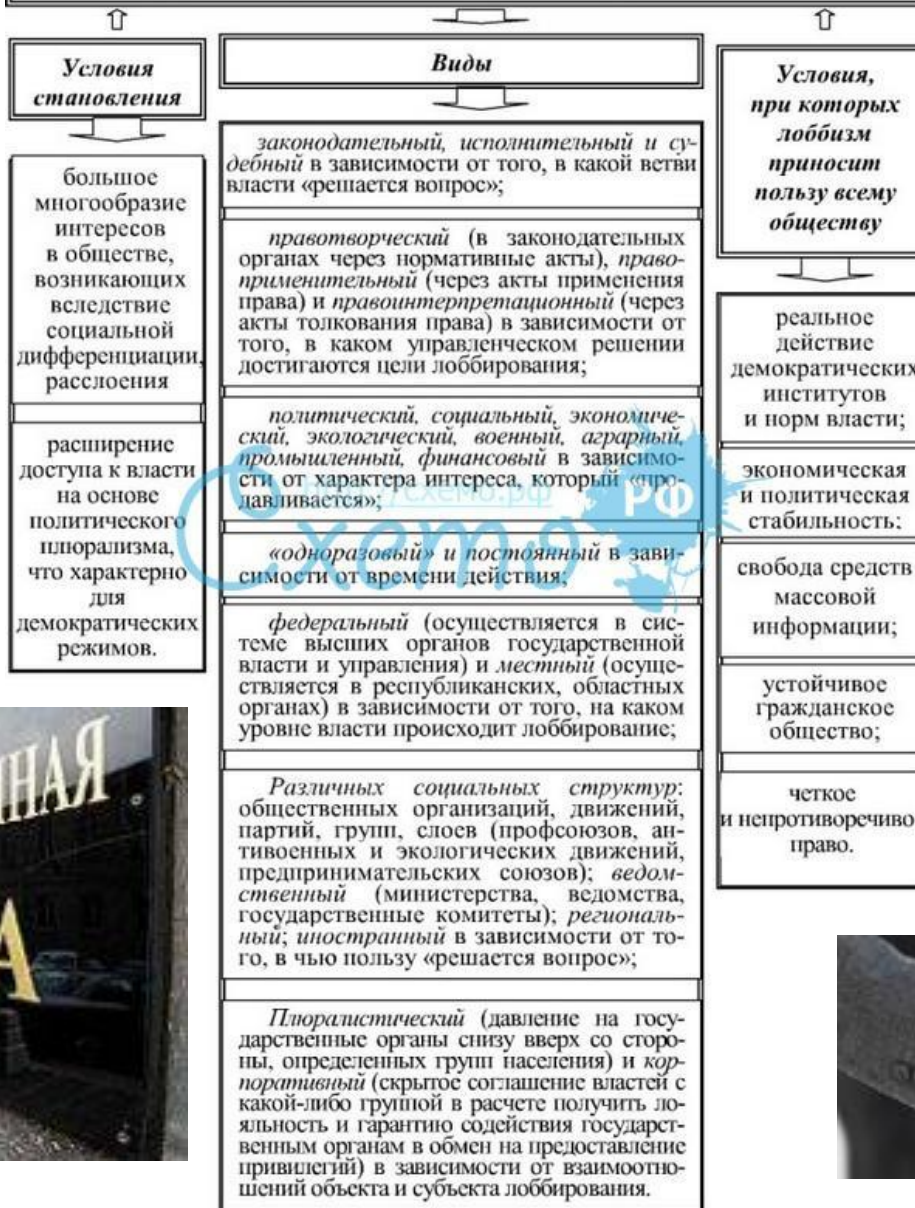 Условия
становления
большое
многообразие
интересов
в обществе,
возникающих
вследствие
социальной
дифференциации,
расслоения
расширение
доступа к власти
на основе
политического
плюрализма,
что характерно
для
демократических
режимов.
Виды
законодательный, исполнительный и су-
дебный в зависимости от того, в какой ветви
власти «решается вопрос»;
правотворческий (в законодательных
органах через нормативные акты), право-
применительный (через акты применения
права) и правоинтерпретационный (через
акты толкования права) в зависимости от
того, в каком управленческом решении
достигаются цели лоббирования;
политический, социальный, экономиче-
ский, экологический, военный, аграрный,
промышленный, финансовый в зависимо-
сти от характера интереса, который «про-
давливается»;
«одноразовый» и постоянный в зави-
симости от времени действия;
федеральный (осуществляется в сис-
теме высших органов государственной
власти и управления) и местный (осуще-
ствляется в республиканских, областных
органах) в зависимости от того, на каком
уровне власти происходит лоббирование;
Различных социальных структур:
общественных организаций, движений,
партий, групп, слоев (профсоюзов, ан-
тивоенных и экологических движений,
предпринимательских союзов); ведом-
ственный (министерства, ведомства,
государственные комитеты); региональ-
ный; иностранный в зависимости от то-
го, в чью пользу «решается вопрос»;
Плюралистический (давление на госу-
дарственные органы снизу вверх со сторо-
ны, определенных групп населения) и кор-
поративный (скрытое соглашение властей с
какой-либо группой в расчете получить ло-
яльность и гарантию содействия государст-
венным органам в обмен на предоставление
привилегий) в зависимости от взаимоотно-
шений объекта и субъекта лоббирования.
Условия,
при которых
лоббизм
приносит
пользу всему
обществу
реальное
действие
демократических
институтов
и норм власти;
экономическая
и политическая
стабильность;
свобода средств
массовой
информации;
устойчивое
гражданское
общество;
четкое
и непротиворечиво
право.
Схемо РФ
ННАЯ
А